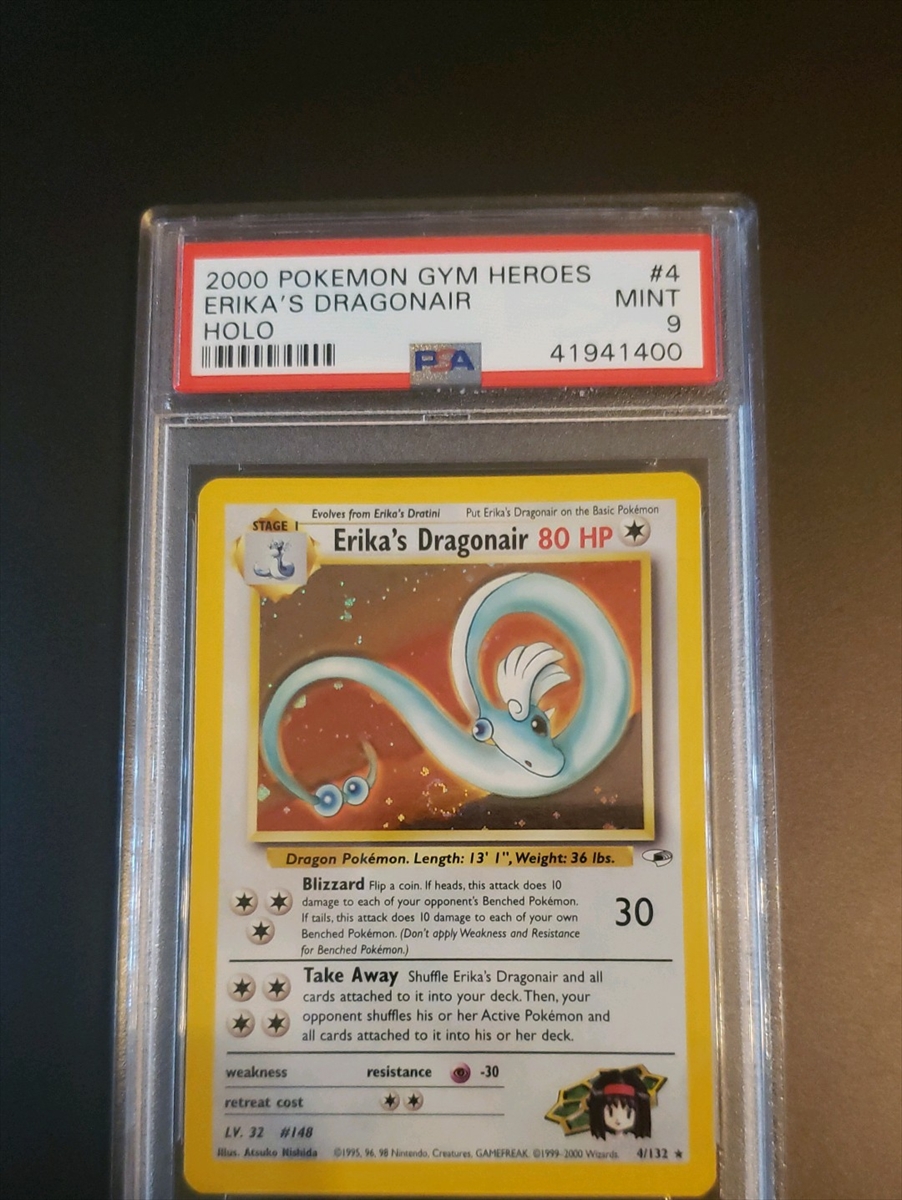 2000 POKEMON GYM HEROES #4
ERIKA'S DRAGONAIR MINT
HOLO 9
PSA 41941400
Evolves from Erika's Dratini Put Erika's Dragonair on the Basic Pokémon
STAGE 1
Erika's Dragonair 80 HP
Dragon Pokémon. Length: 13' 1", Weight: 36 lbs.
Blizzard Flip a coin. If heads, this attack does 10
damage to each of your opponent's Benched Pokémon.
If tails, this attack does 10 damage to each of your own
Benched Pokémon. (Don't apply Weakness and Resistance
for Benched Pokémon.)
30
Take Away Shuffle Erika's Dragonair and all
cards attached to it into your deck. Then, your
opponent shuffles his or her Active Pokémon and
all cards attached to it into his or her deck.
weakness resistance -30
retreat cost
LV. 32 #148
Illus. Atsuko Nishida ©1995, 96, 98 Nintendo, Creatures, GAMEFREAK. ©1999-2000 Wizards. 4/132 ★